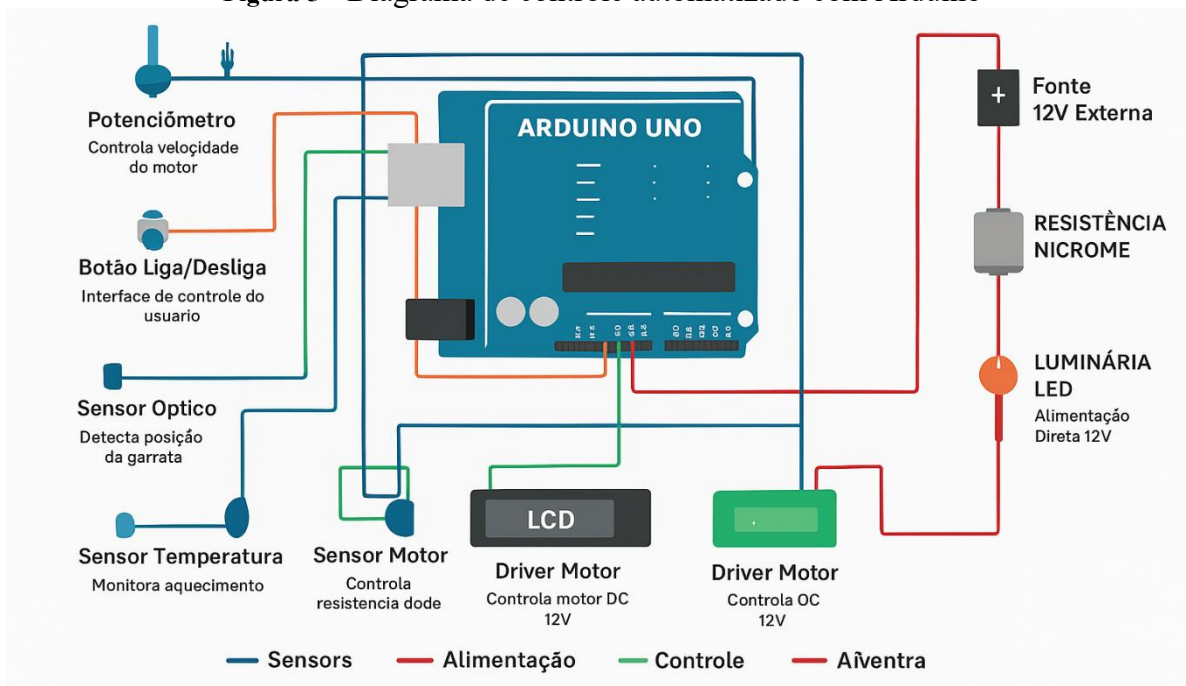 Figura 3 - Diagrama de controle automatizado com Arduino
Potenciômetro
Controla veloçidade
do motor
Botão Liga/Desliga
Interface de controle do
usuario
Sensor Optico
Detecta posição
da garrata
Sensor Temperatura
Monitora aquecimento
ARDUINO UNO
Sensor Motor
Controla
resistencia dode
LCD
Driver Motor
Controla motor DC
12V
Driver Motor
Controla OC
12V
Fonte
12V Externa
RESISTÈNCIA
NICROME
LUMINÁRIA
LED
Alimentação
Direta 12V
Sensors
Alimentação
Controle
Aiventra